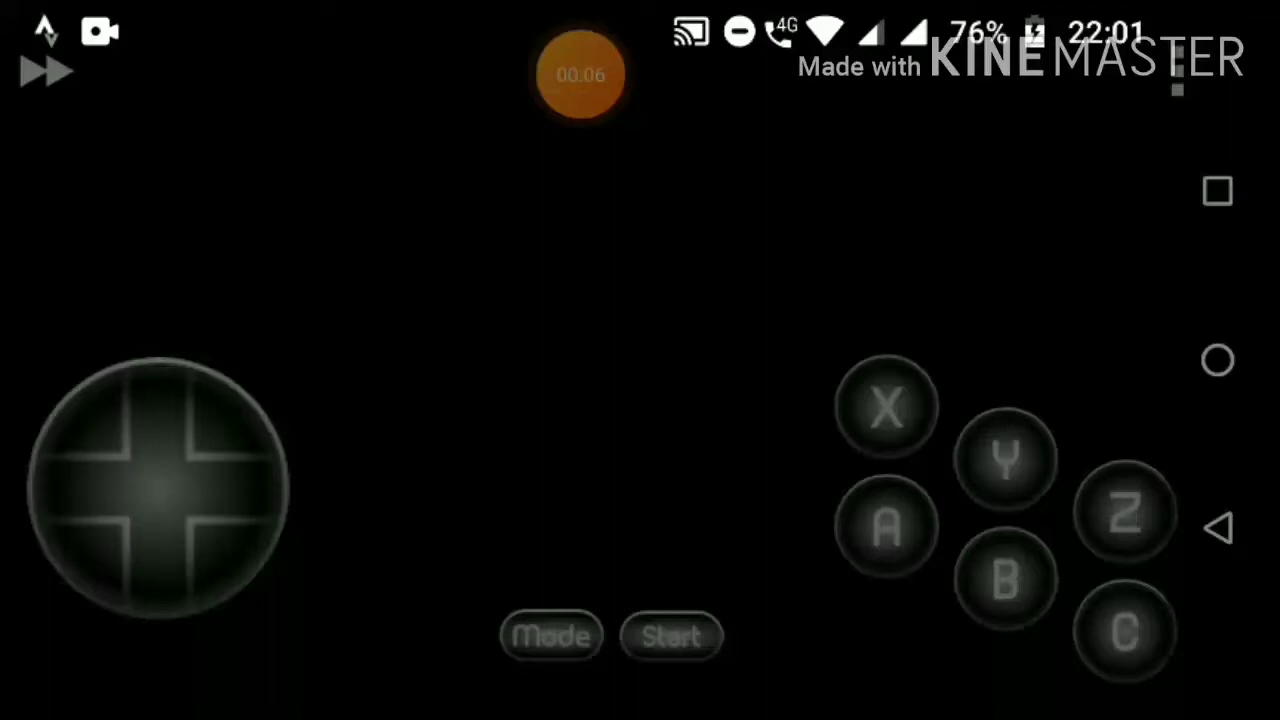 4G
76%
22:01
00.06
Made with KINEMASTER
X
Y
Z
A
B
C
Mode
Start